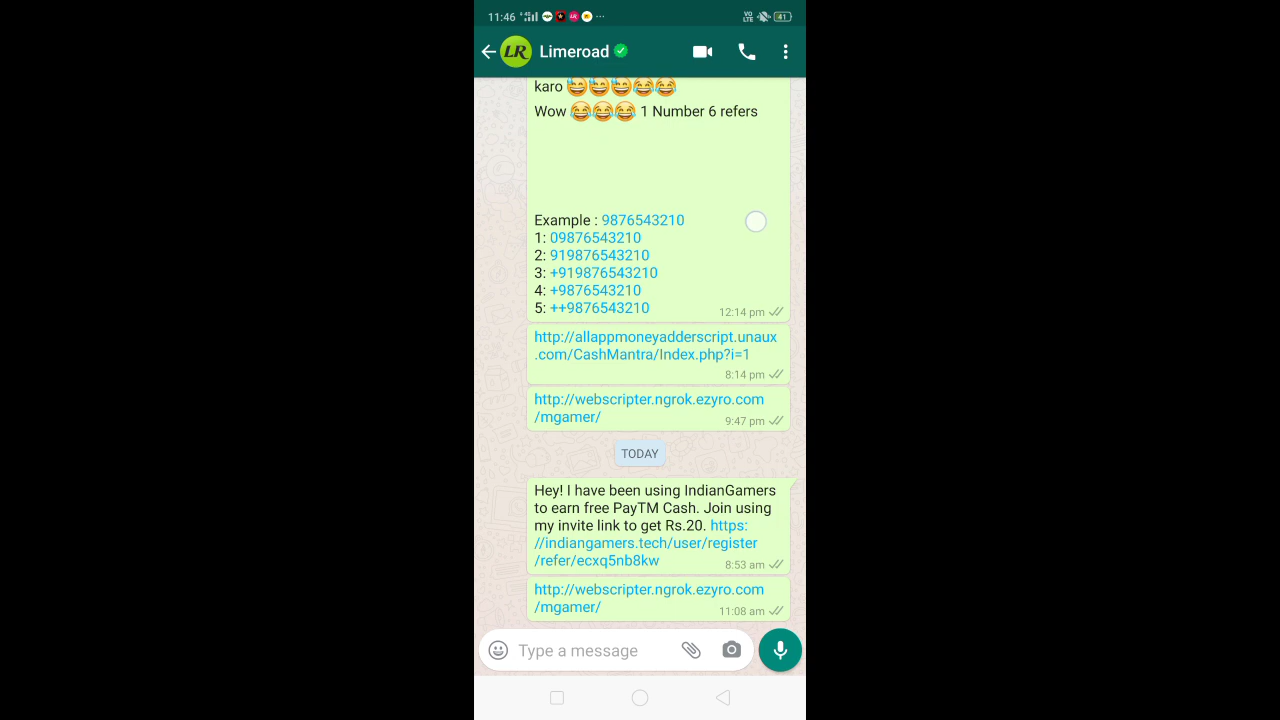 11:46
VO LTE
41
LR Limeroad
karo 😅😅😅😂😂
Wow 😂😂😂 1 Number 6 refers
Example : 9876543210
1: 09876543210
2: 919876543210
3: +919876543210
4: +9876543210
5: ++9876543210
12:14 pm
http://allappmoneyadderscript.unaux
.com/CashMantra/Index.php?i=1
8:14 pm
http://webscripter.ngrok.ezyro.com
/mgamer/
9:47 pm
TODAY
Hey! I have been using IndianGamers
to earn free PayTM Cash. Join using
my invite link to get Rs.20. https:
//indiangamers.tech/user/register
/refer/ecxq5nb8kw
8:53 am
http://webscripter.ngrok.ezyro.com
/mgamer/
11:08 am
Type a message